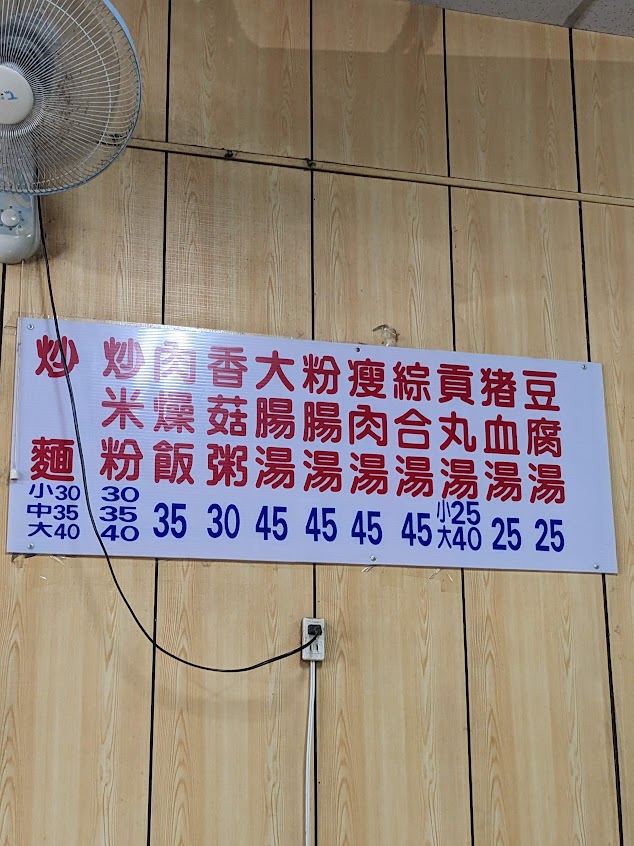 炒麵
小30
中35
大40
炒米粉
30
35
40
肉燥飯
35
香菇粥
30
大腸湯
45
粉腸湯
45
瘦肉湯
45
綜合湯
45
貢丸湯
小25
大40
猪血湯
25
豆腐湯
25